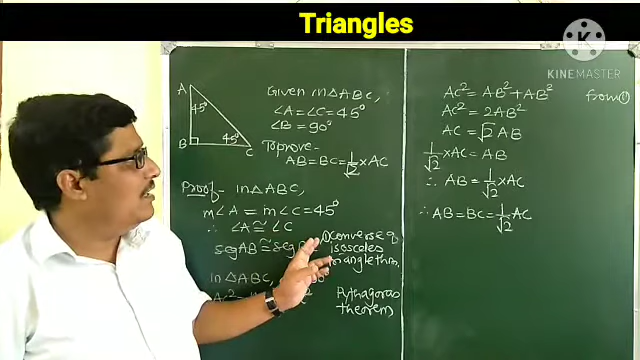 Triangles
KINEMASTER
A
45°
45°
B
C
Given in △ABC,
∠A = ∠C = 45°
∠B = 90°
To prove -
AB = BC = 1/√2 × AC
Proof - in △ABC,
m∠A = m∠C = 45°
∴ ∠A ≅ ∠C
seg AB ≅ seg
① converse of
isosceles
triangle thm.
in △ABC,
Pythagoras
theorem
AC² = AB² + AB² from ①
AC² = 2AB²
AC = √2 AB
1/√2 × AC = AB
∴ AB = 1/√2 × AC
∴ AB = BC = 1/√2 AC